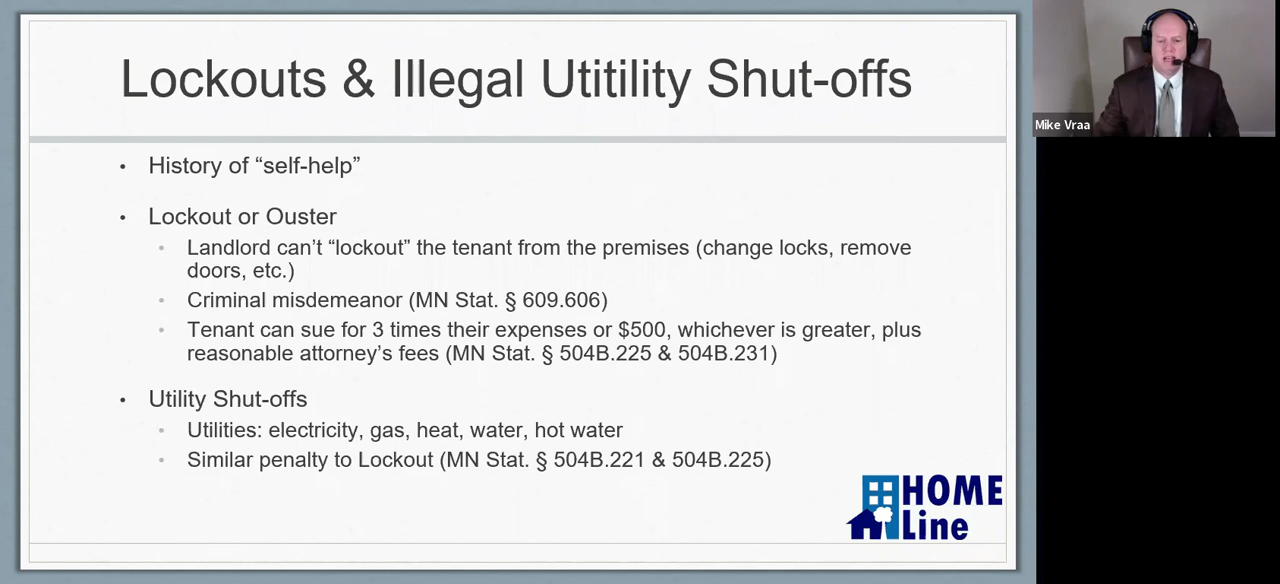 Lockouts & Illegal Utitility Shut-offs
Mike Vraa
• History of “self-help”
• Lockout or Ouster
• Landlord can’t “lockout” the tenant from the premises (change locks, remove
doors, etc.)
• Criminal misdemeanor (MN Stat. § 609.606)
• Tenant can sue for 3 times their expenses or $500, whichever is greater, plus
reasonable attorney’s fees (MN Stat. § 504B.225 & 504B.231)
• Utility Shut-offs
• Utilities: electricity, gas, heat, water, hot water
• Similar penalty to Lockout (MN Stat. § 504B.221 & 504B.225)
HOME
Line